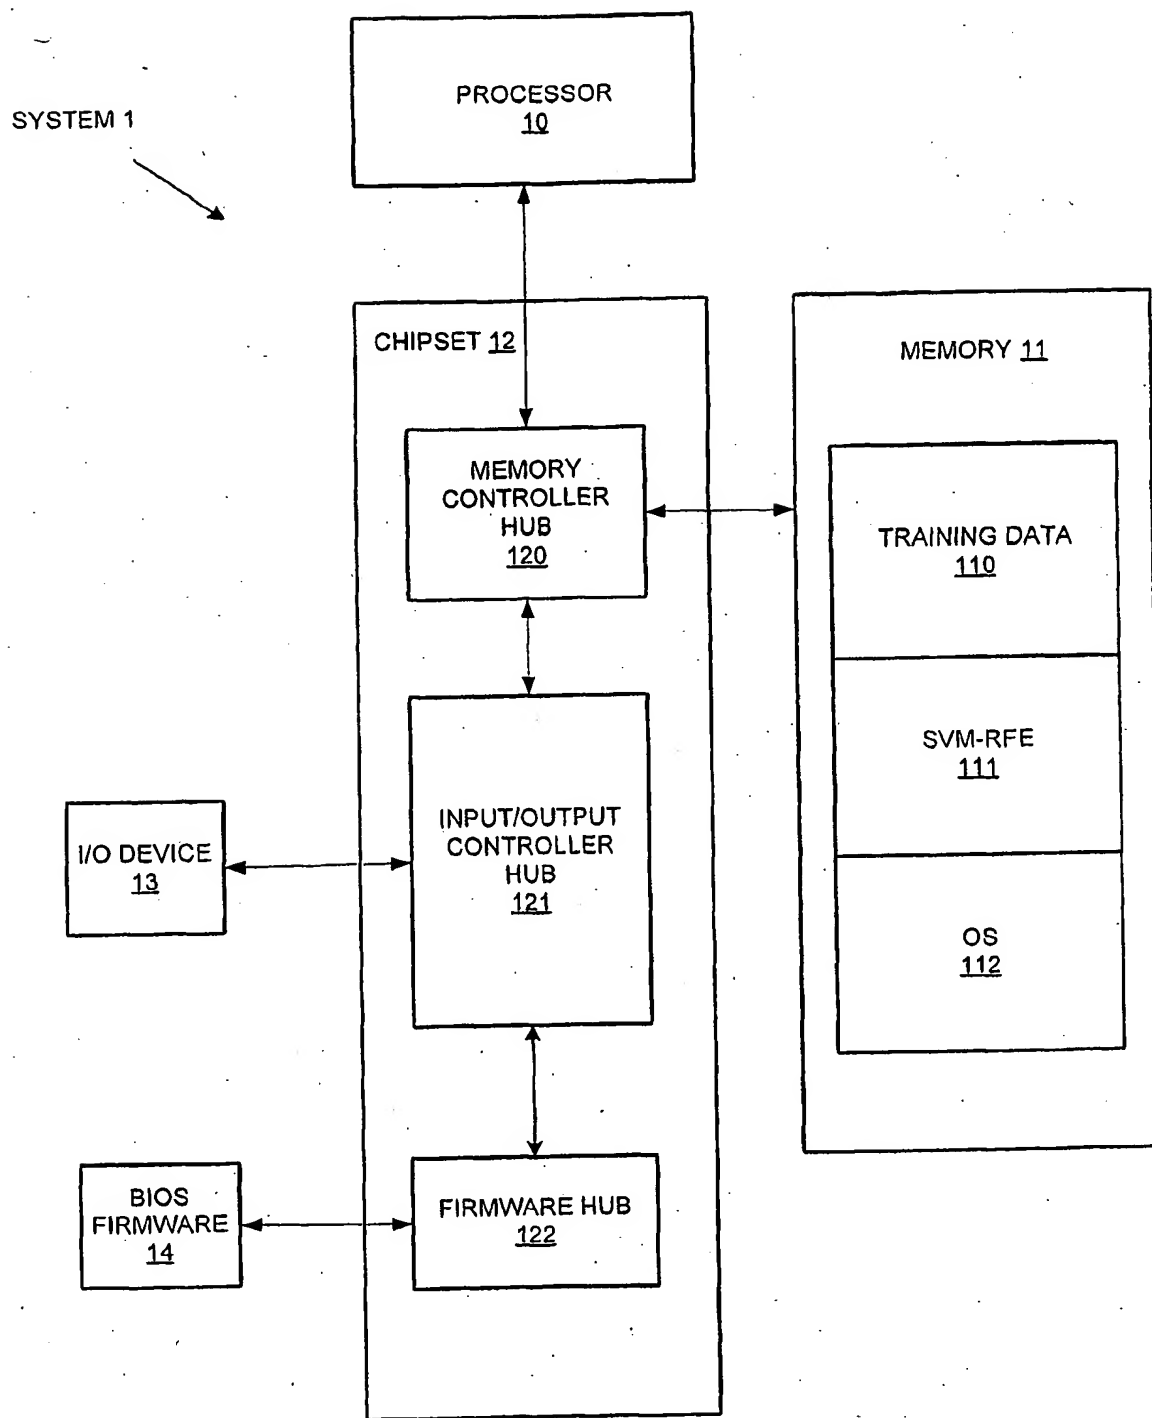 PROCESSOR
10
SYSTEM 1
CHIPSET 12
MEMORY 11
MEMORY
CONTROLLER
HUB
120
TRAINING DATA
110
SVM-RFE
111
INPUT/OUTPUT
CONTROLLER
HUB
121
I/O DEVICE
13
OS
112
BIOS
FIRMWARE
14
FIRMWARE HUB
122